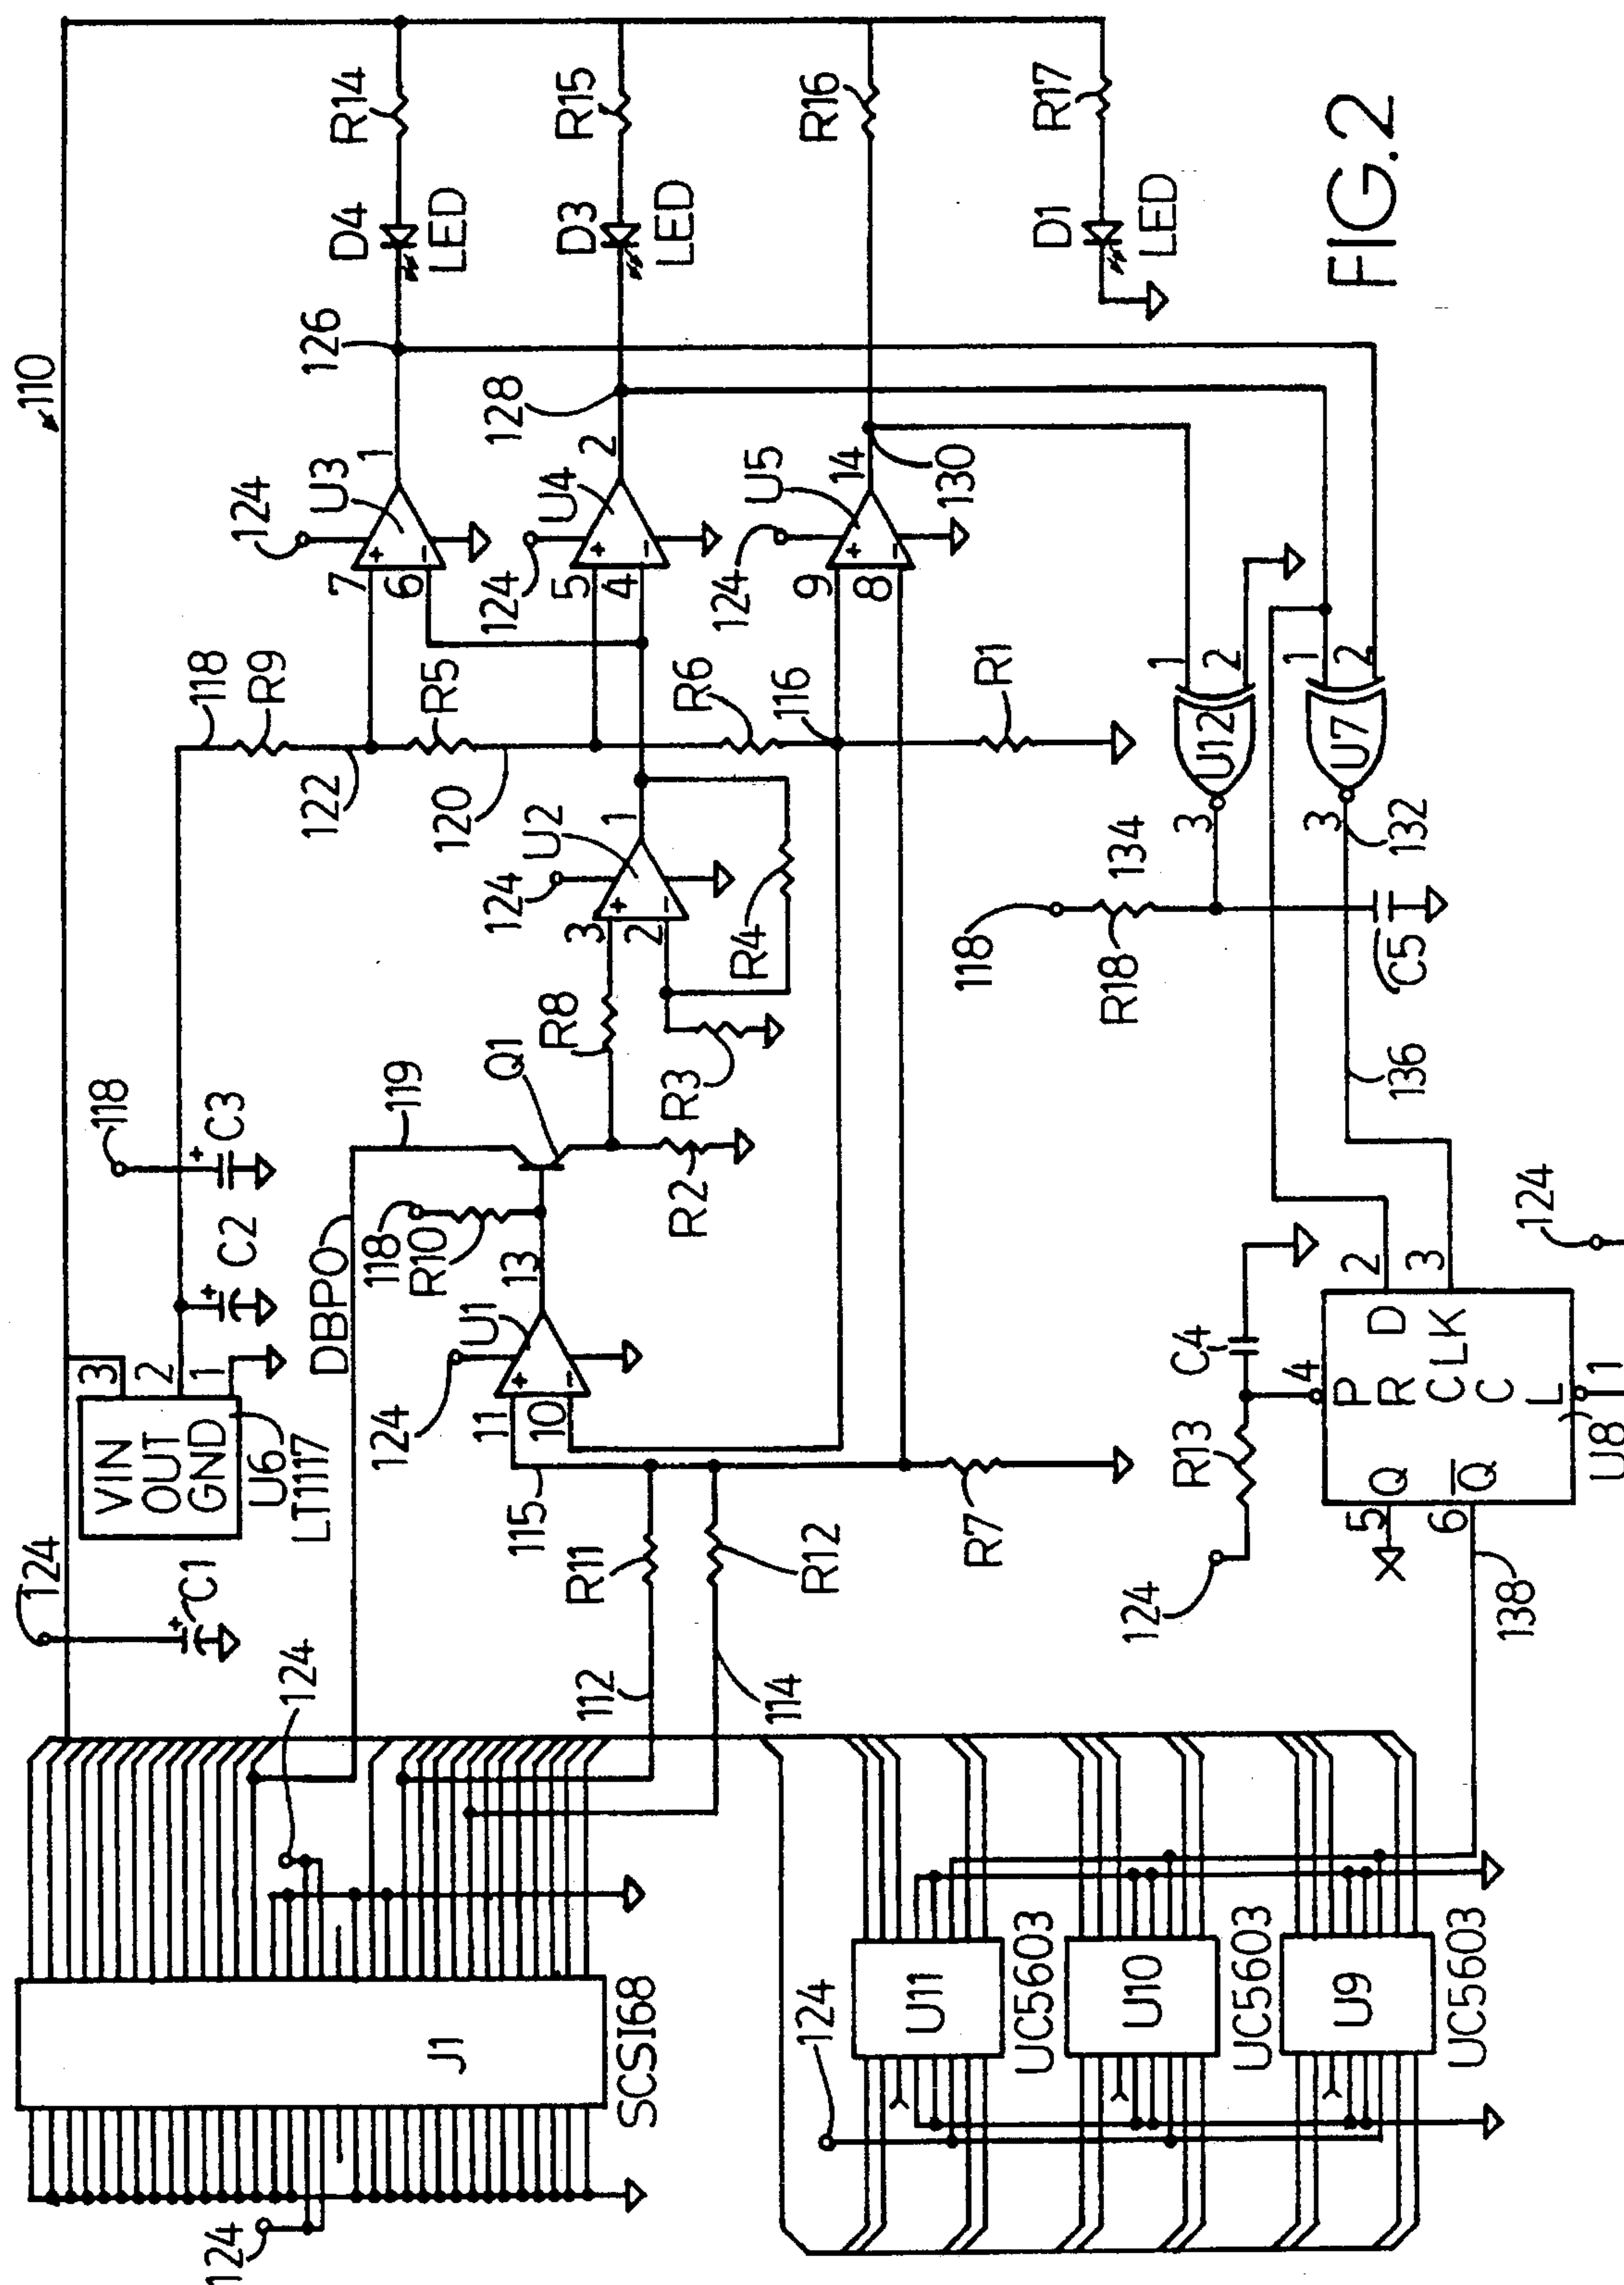 110
124
C1
VIN
OUT
GND
3
2
1
U6
LT1117
C2
118
C3
118
R9
122
R5
120
R6
116
R1
124
U3
7
6
1
126
D4
LED
R14
124
U4
5
4
2
128
D3
LED
R15
124
U5
9
8
14
130
R16
D1
LED
R17
DBPO
119
118
R10
Q1
124
U1
11
10
13
115
R2
R8
R3
124
U2
3
2
1
R4
R11
R12
112
114
R7
124
124
J1
SCSI68
124
U11
UC5603
U10
UC5603
U9
UC5603
124
R13
C4
4
PR
D
2
CLK
3
CL
1
Q
5
Q̅
6
U8
138
124
118
R18
134
C5
136
132
U12
1
2
3
U7
1
2
3
FIG.2